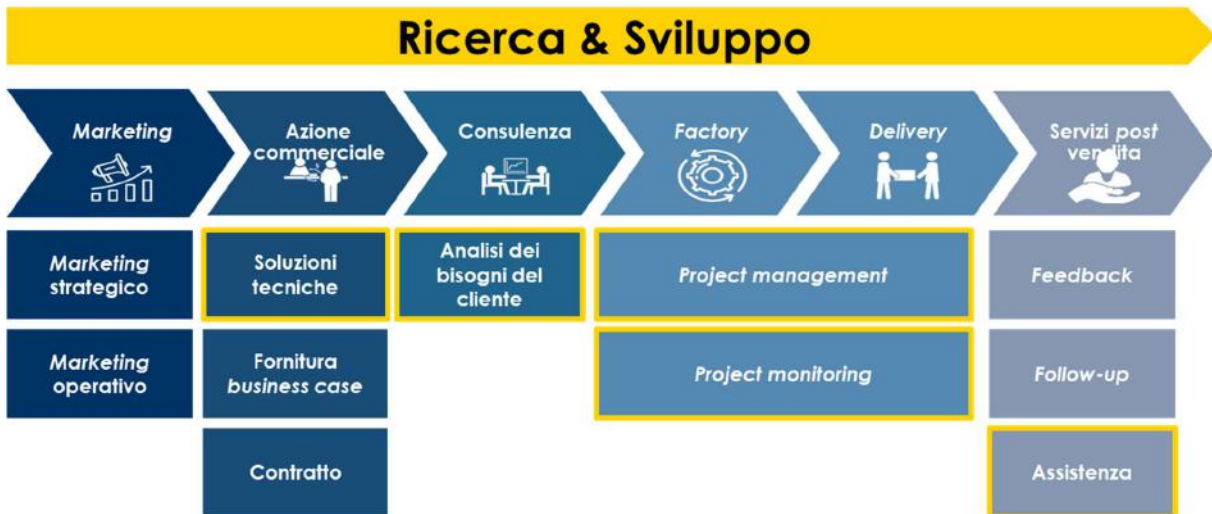 Ricerca & Sviluppo
Marketing
Azione
commerciale
Consulenza
Factory
Delivery
Servizi post
vendita
Marketing
strategico
Soluzioni
tecniche
Analisi dei
bisogni del
cliente
Project management
Feedback
Marketing
operativo
Fornitura
business case
Project monitoring
Follow-up
Contratto
Assistenza